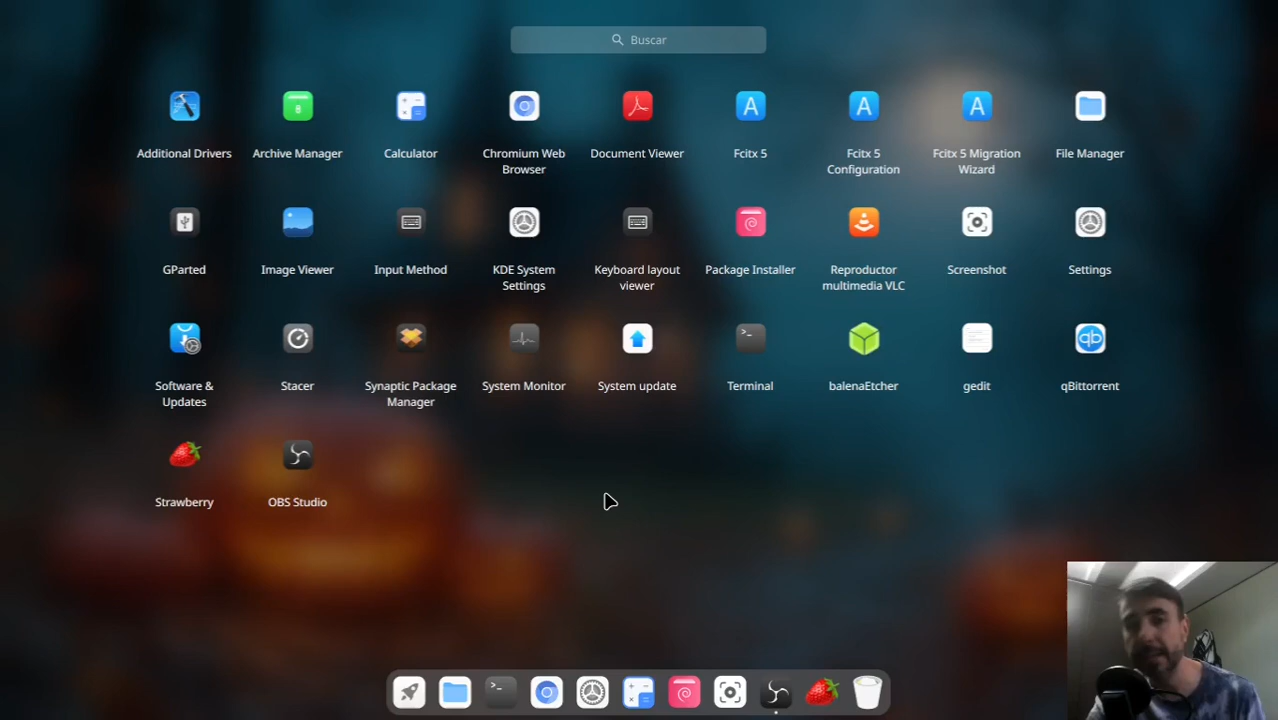 Buscar
Additional Drivers
Archive Manager
Calculator
Chromium Web
Browser
Document Viewer
Fcitx 5
Fcitx 5
Configuration
Fcitx 5 Migration
Wizard
File Manager
GParted
Image Viewer
Input Method
KDE System
Settings
Keyboard layout
viewer
Package Installer
Reproductor
multimedia VLC
Screenshot
Settings
Software &
Updates
Stacer
Synaptic Package
Manager
System Monitor
System update
Terminal
balenaEtcher
gedit
qBittorrent
Strawberry
OBS Studio